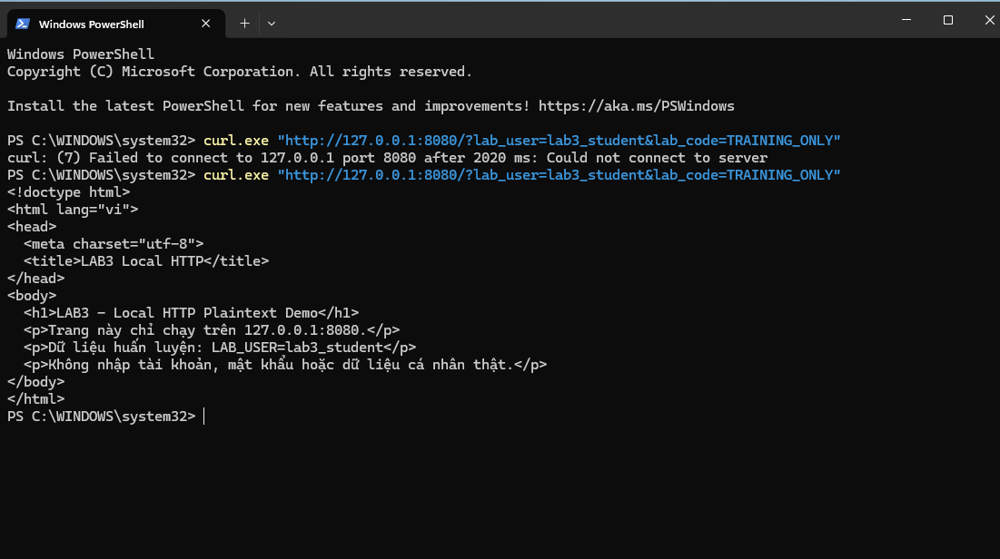 Windows PowerShell
Windows PowerShell
Copyright (C) Microsoft Corporation. All rights reserved.
Install the latest PowerShell for new features and improvements! https://aka.ms/PSWindows
PS C:\WINDOWS\system32> curl.exe "http://127.0.0.1:8080/?lab_user=lab3_student&lab_code=TRAINING_ONLY"
curl: (7) Failed to connect to 127.0.0.1 port 8080 after 2020 ms: Could not connect to server
PS C:\WINDOWS\system32> curl.exe "http://127.0.0.1:8080/?lab_user=lab3_student&lab_code=TRAINING_ONLY"
<!doctype html>
<html lang="vi">
<head>
  <meta charset="utf-8">
  <title>LAB3 Local HTTP</title>
</head>
<body>
  <h1>LAB3 - Local HTTP Plaintext Demo</h1>
  <p>Trang này chỉ chạy trên 127.0.0.1:8080.</p>
  <p>Dữ liệu huấn luyện: LAB_USER=lab3_student</p>
  <p>Không nhập tài khoản, mật khẩu hoặc dữ liệu cá nhân thật.</p>
</body>
</html>
PS C:\WINDOWS\system32>